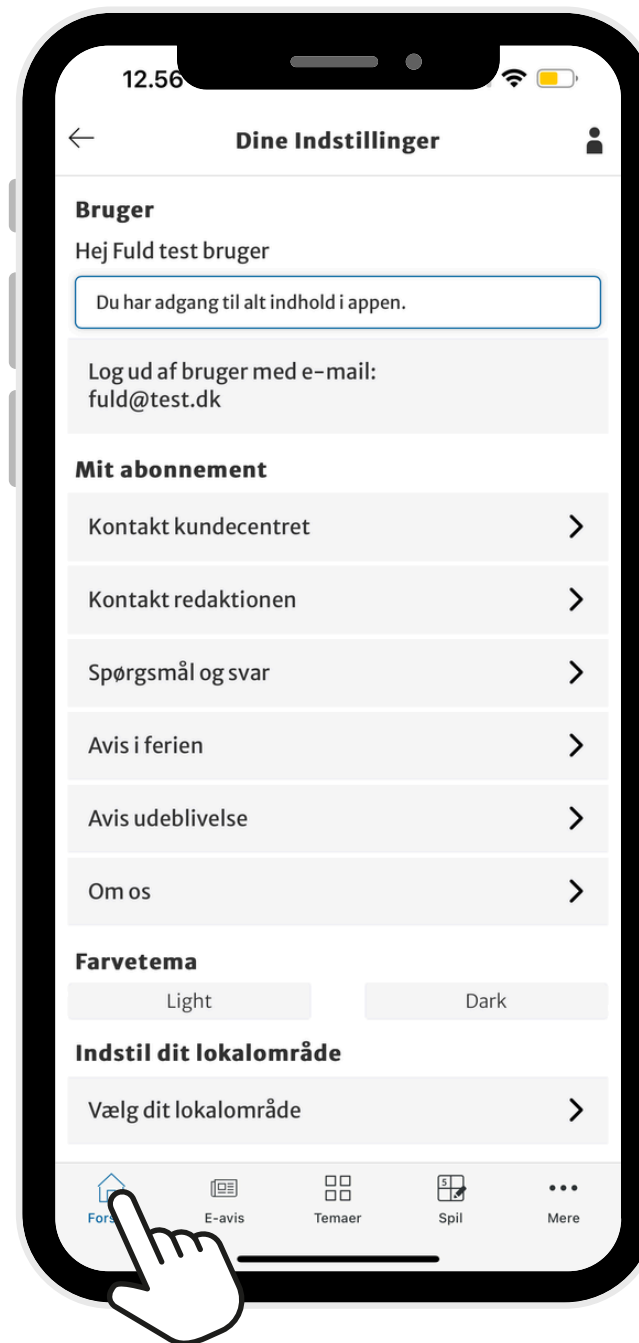 12.56
Dine Indstillinger
Bruger
Hej Fuld test bruger
Du har adgang til alt indhold i appen.
Log ud af bruger med e-mail:
fuld@test.dk
Mit abonnement
Kontakt kundecentret
Kontakt redaktionen
Spørgsmål og svar
Avis i ferien
Avis udeblivelse
Om os
Farvetema
Light Dark
Indstil dit lokalområde
Vælg dit lokalområde
E-avis Temaer Spil Mere